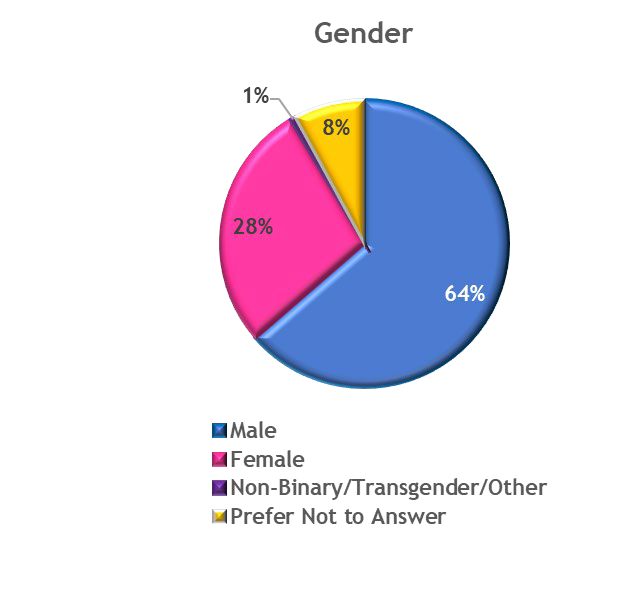 Gender
1%
8%
28%
64%
Male
Female
Non-Binary/Transgender/Other
Prefer Not to Answer